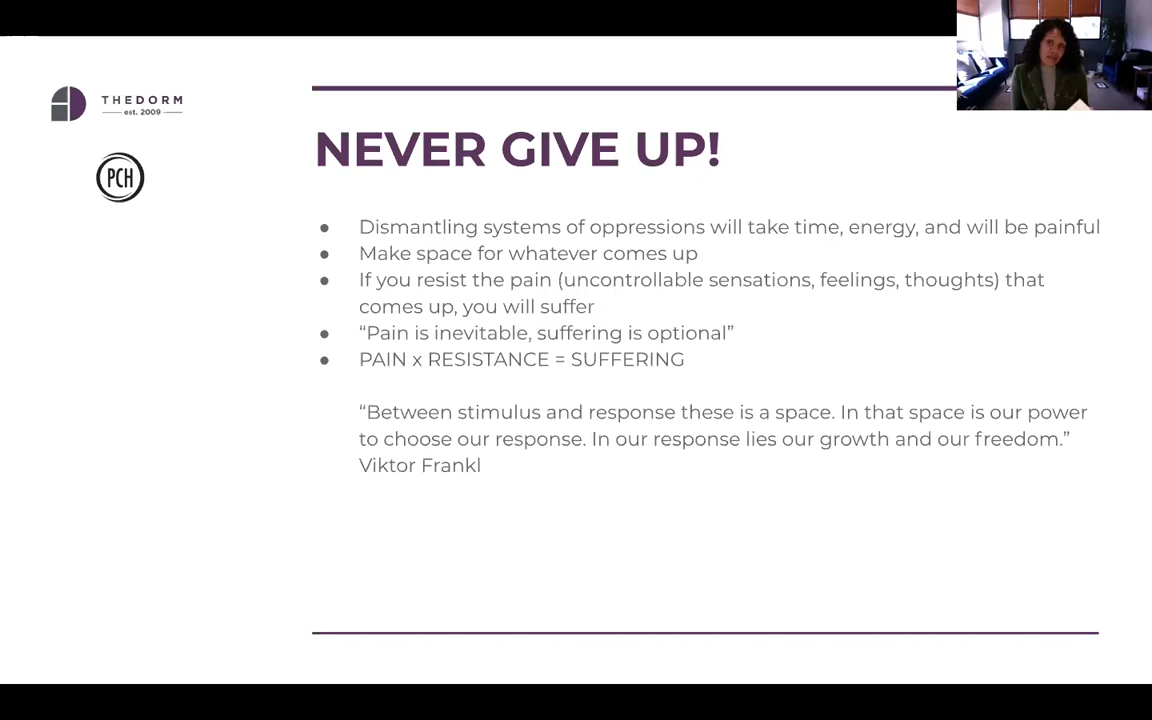 THEDORM
est. 2009
PCH
NEVER GIVE UP!
● Dismantling systems of oppressions will take time, energy, and will be painful
● Make space for whatever comes up
● If you resist the pain (uncontrollable sensations, feelings, thoughts) that
comes up, you will suffer
● “Pain is inevitable, suffering is optional”
● PAIN x RESISTANCE = SUFFERING
“Between stimulus and response these is a space. In that space is our power
to choose our response. In our response lies our growth and our freedom.”
Viktor Frankl